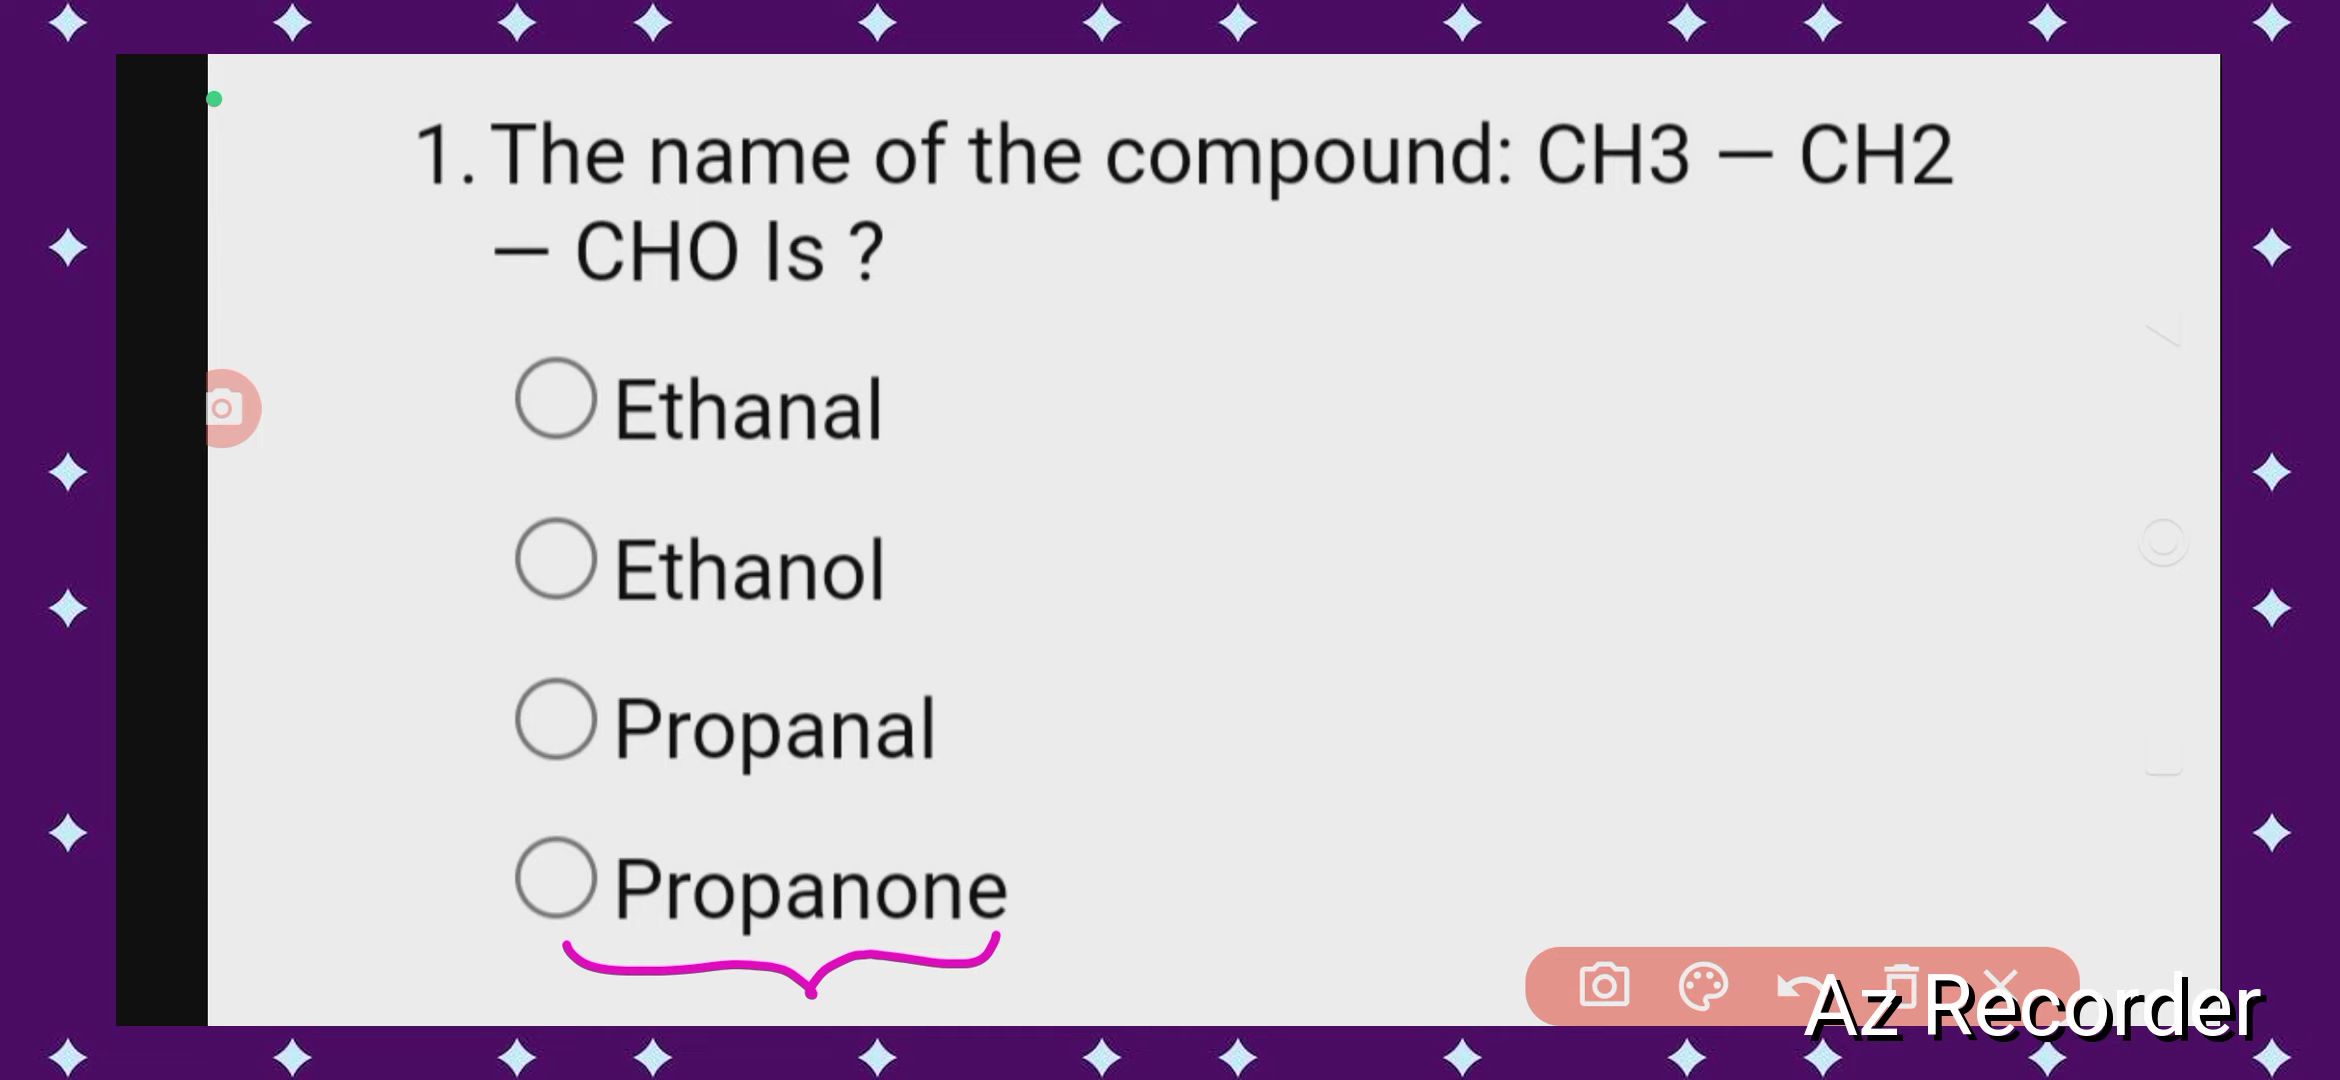 1. The name of the compound: CH3 — CH2
— CHO Is ?
Ethanal
Ethanol
Propanal
Propanone
Az Recorder